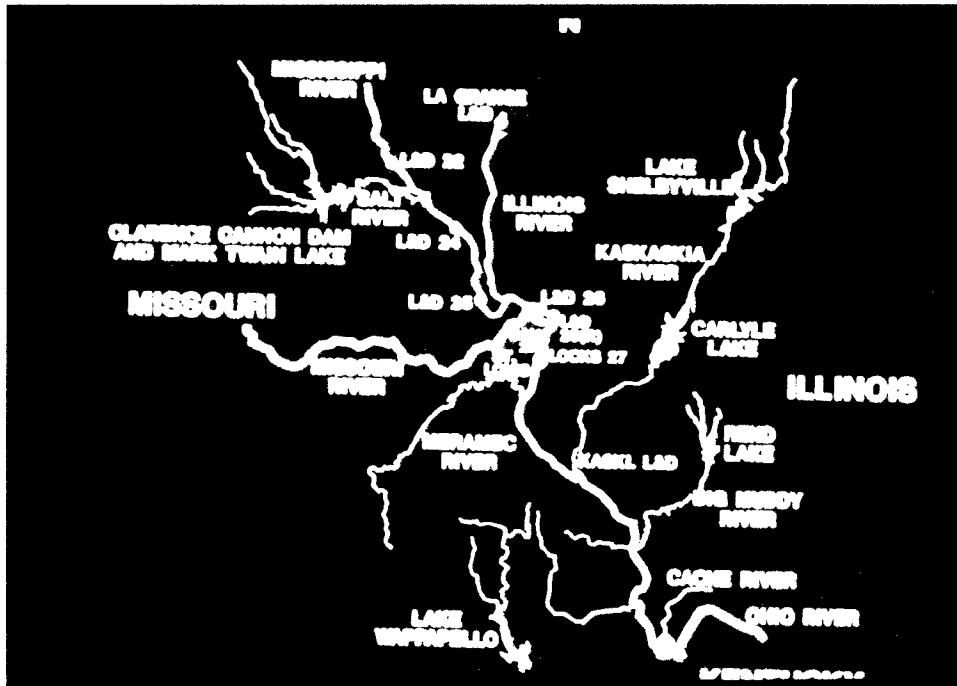 MISSISSIPPI
RIVER
LA GRANGE
L&D
L&D 22
LAKE
SHELBYVILLE
SALT
RIVER
ILLINOIS
RIVER
CLARENCE CANNON DAM
AND MARK TWAIN LAKE
L&D 24
KASKASKIA
RIVER
MISSOURI
L&D 25
L&D 26
CARLYLE
LAKE
LOCKS 27
MISSOURI
RIVER
ILLINOIS
MERAMEC
RIVER
REND
LAKE
KASKL L&D
BIG MUDDY
RIVER
CACHE RIVER
OHIO RIVER
LAKE
WAPPAPELLO